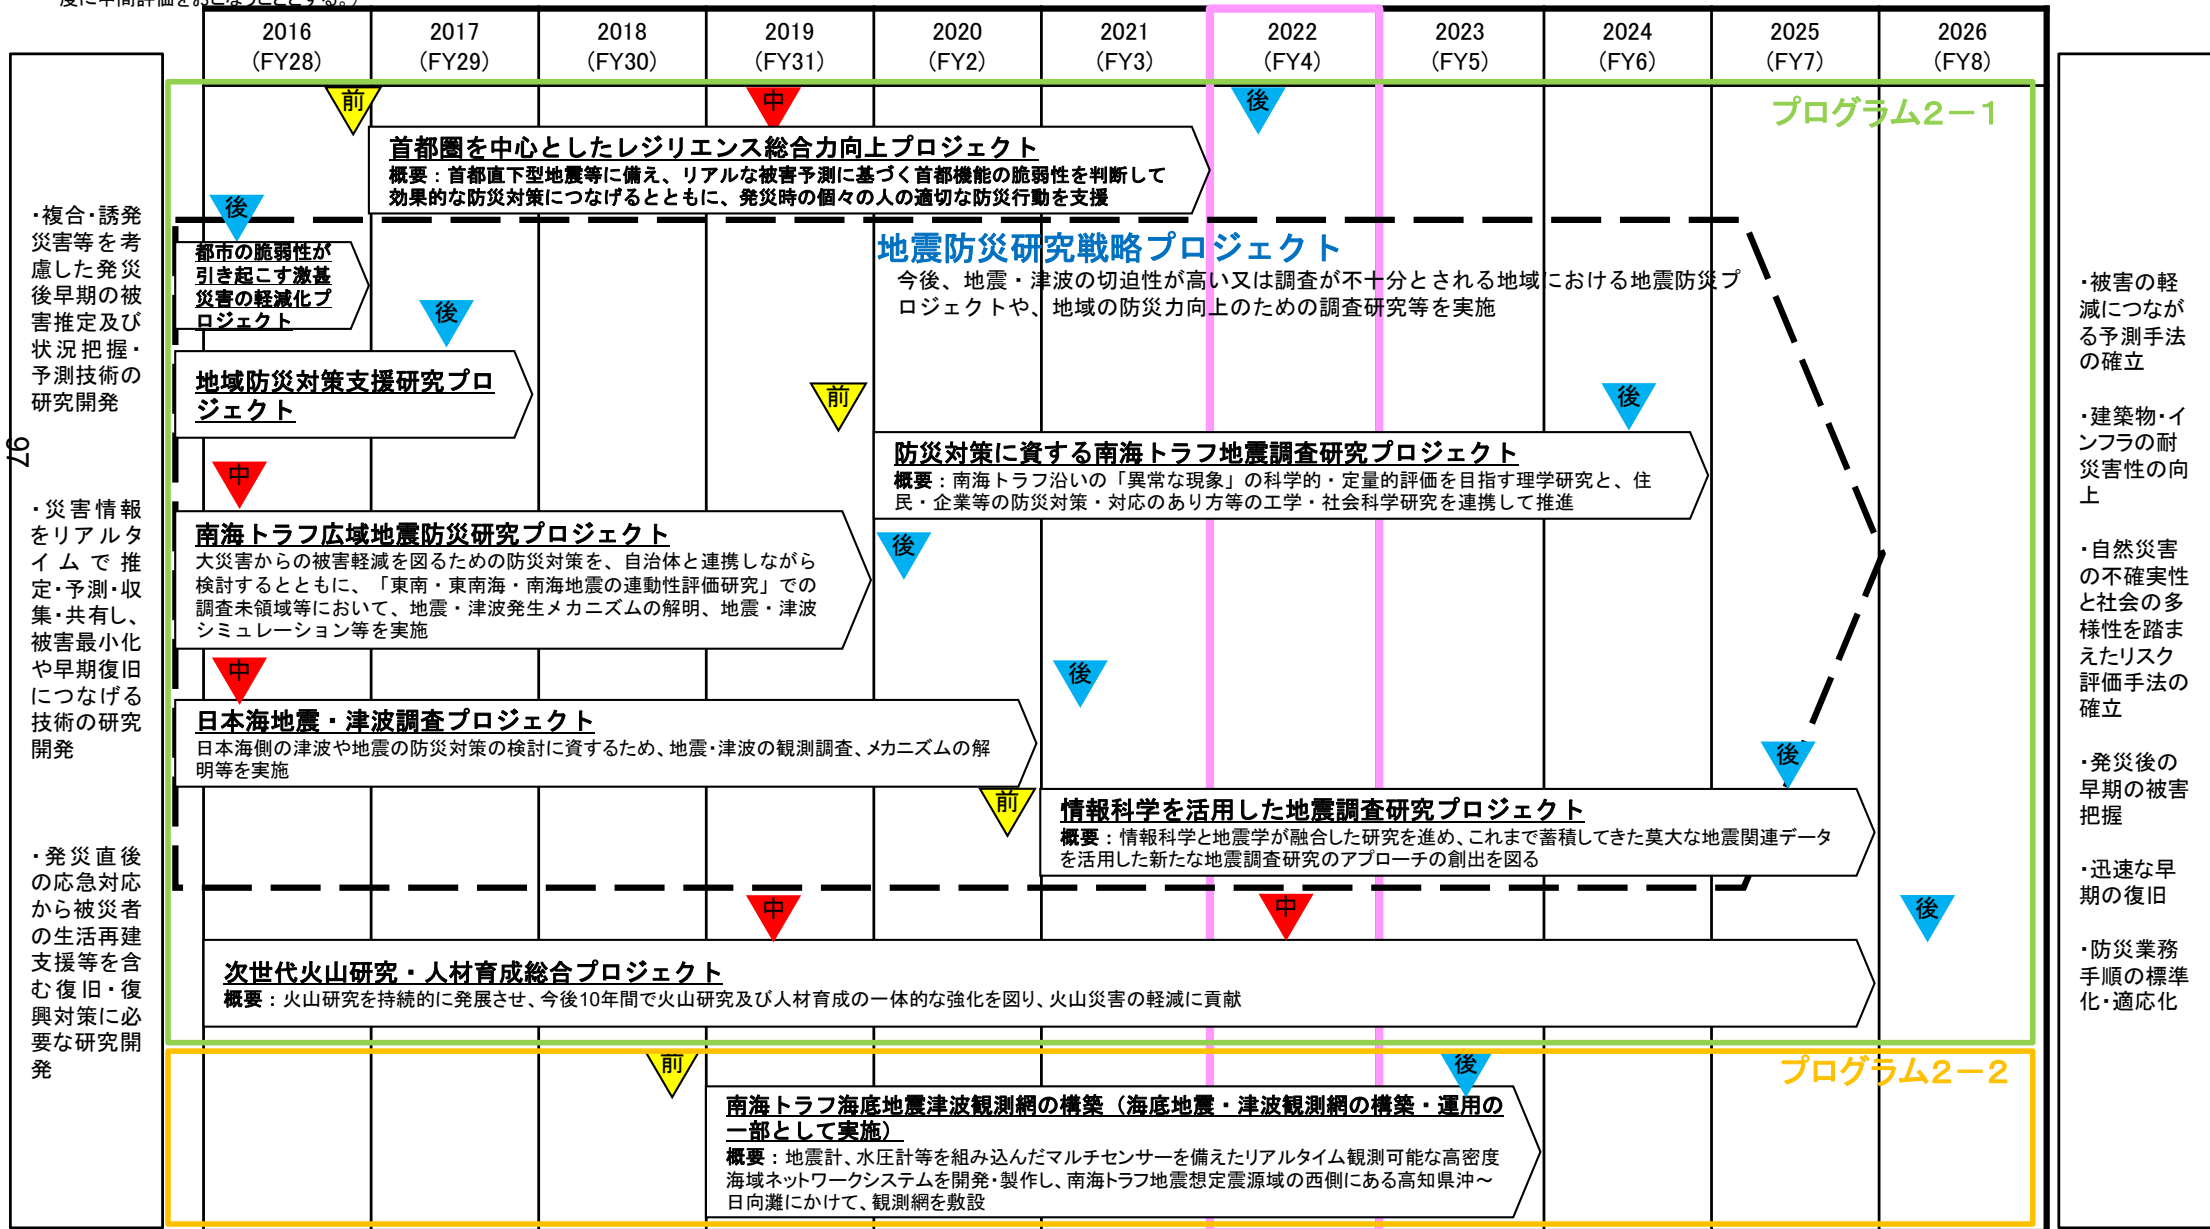 度に中間評価をおこなうこととする。）
2016
（FY28）
2017
（FY29）
2018
（FY30）
2019
（FY31）
2020
（FY2）
2021
（FY3）
2022
（FY4）
2023
（FY5）
2024
（FY6）
2025
（FY7）
2026
（FY8）
・複合・誘発
災害等を考
慮した発災
後早期の被
害推定及び
状況把握・
予測技術の
研究開発
・災害情報
をリアルタ
イムで推
定・予測・収
集・共有し、
被害最小化
や早期復旧
につなげる
技術の研究
開発
・発災直後
の応急対応
から被災者
の生活再建
支援等を含
む復旧・復
興対策に必
要な研究開
発
97
プログラム2－1
前
中
後
首都圏を中心としたレジリエンス総合力向上プロジェクト
概要：首都直下型地震等に備え、リアルな被害予測に基づく首都機能の脆弱性を判断して
効果的な防災対策につなげるとともに、発災時の個々の人の適切な防災行動を支援
後
都市の脆弱性が
引き起こす激甚
災害の軽減化プ
ロジェクト
地震防災研究戦略プロジェクト
今後、地震・津波の切迫性が高い又は調査が不十分とされる地域における地震防災プ
ロジェクトや、地域の防災力向上のための調査研究等を実施
後
地域防災対策支援研究プロ
ジェクト
前
後
防災対策に資する南海トラフ地震調査研究プロジェクト
概要：南海トラフ沿いの「異常な現象」の科学的・定量的評価を目指す理学研究と、住
民・企業等の防災対策・対応のあり方等の工学・社会科学研究を連携して推進
中
南海トラフ広域地震防災研究プロジェクト
大災害からの被害軽減を図るための防災対策を、自治体と連携しながら
検討するとともに、「東南・東南海・南海地震の連動性評価研究」での
調査未領域等において、地震・津波発生メカニズムの解明、地震・津波
シミュレーション等を実施
後
中
後
日本海地震・津波調査プロジェクト
日本海側の津波や地震の防災対策の検討に資するため、地震・津波の観測調査、メカニズムの解
明等を実施
前
後
情報科学を活用した地震調査研究プロジェクト
概要：情報科学と地震学が融合した研究を進め、これまで蓄積してきた莫大な地震関連データ
を活用した新たな地震調査研究のアプローチの創出を図る
中
中
後
次世代火山研究・人材育成総合プロジェクト
概要：火山研究を持続的に発展させ、今後10年間で火山研究及び人材育成の一体的な強化を図り、火山災害の軽減に貢献
プログラム2－2
前
後
南海トラフ海底地震津波観測網の構築（海底地震・津波観測網の構築・運用の
一部として実施）
概要：地震計、水圧計等を組み込んだマルチセンサーを備えたリアルタイム観測可能な高密度
海域ネットワークシステムを開発・製作し、南海トラフ地震想定震源域の西側にある高知県沖～
日向灘にかけて、観測網を敷設
・被害の軽
減につなが
る予測手法
の確立
・建築物・イ
ンフラの耐
災害性の向
上
・自然災害
の不確実性
と社会の多
様性を踏ま
えたリスク
評価手法の
確立
・発災後の
早期の被害
把握
・迅速な早
期の復旧
・防災業務
手順の標準
化・適応化